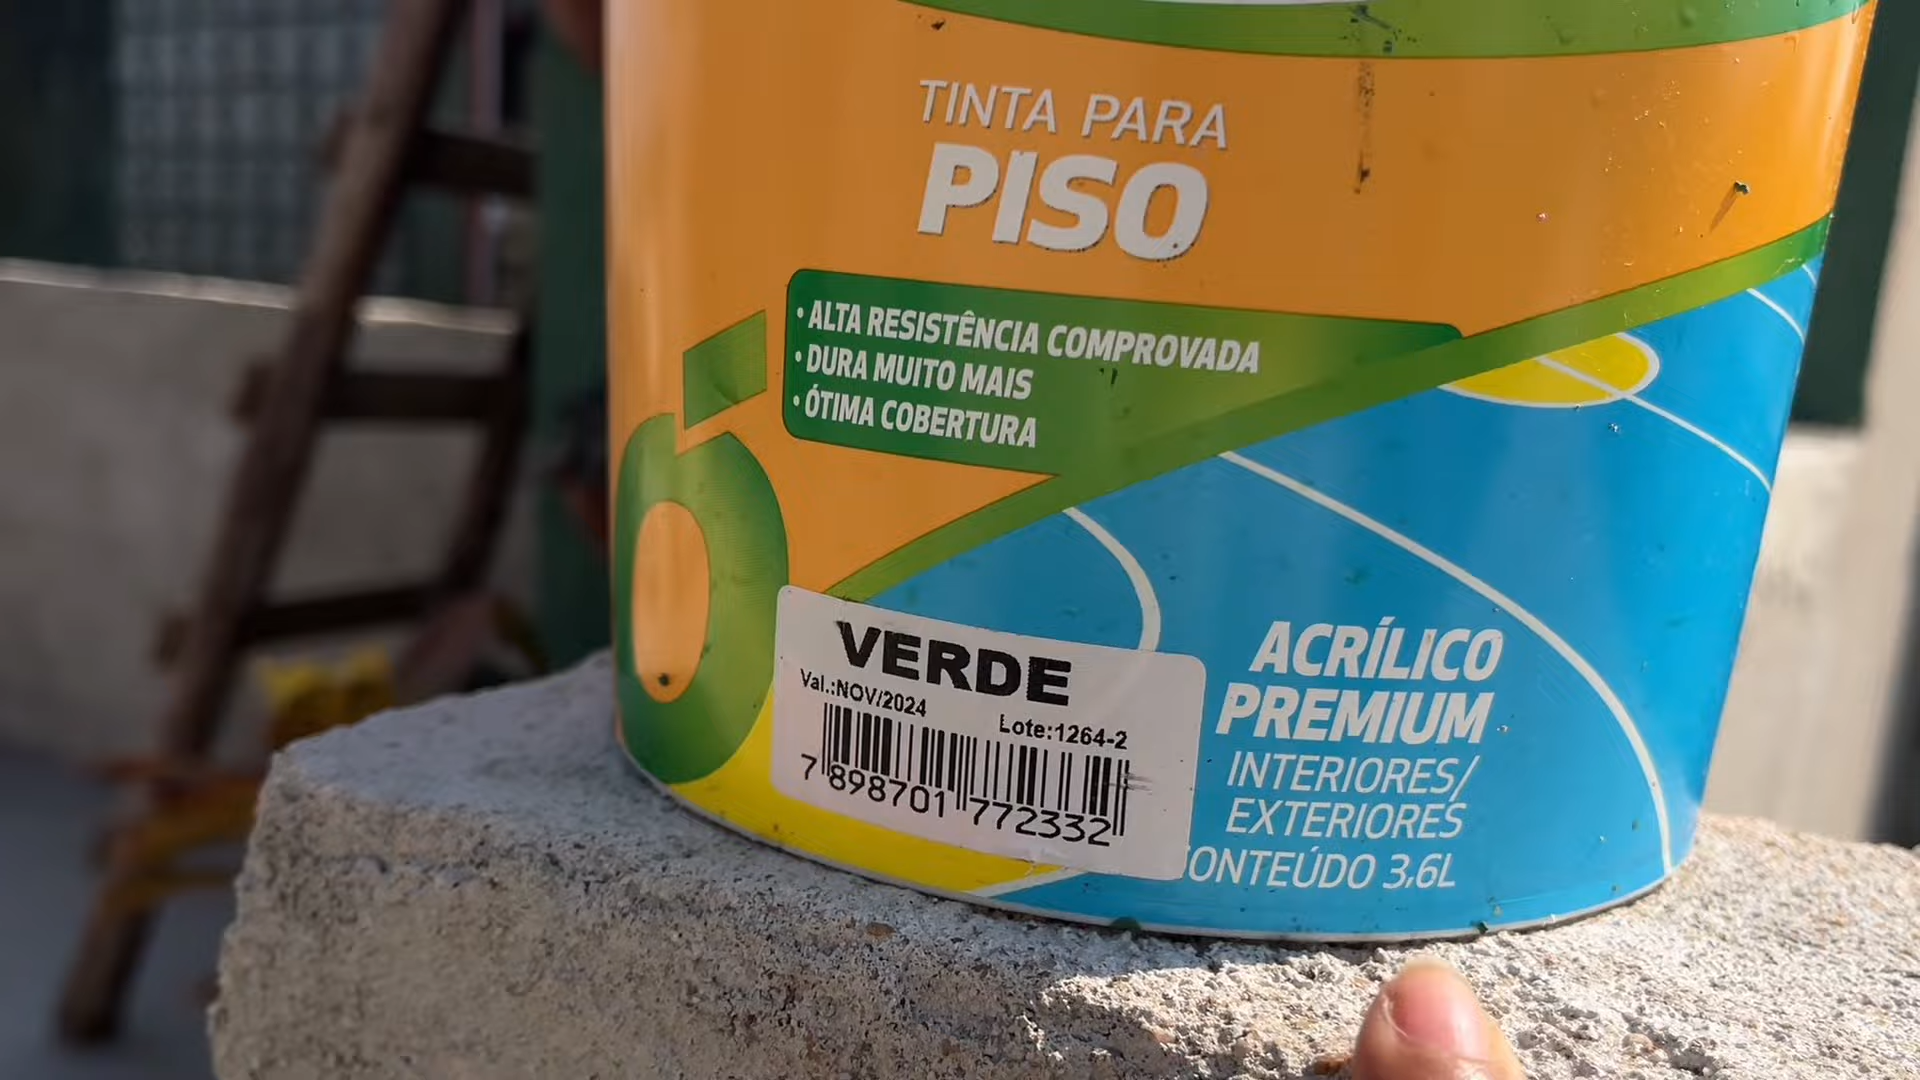 TINTA PARA
PISO
• ALTA RESISTÊNCIA COMPROVADA
• DURA MUITO MAIS
• ÓTIMA COBERTURA
VERDE
Val.:NOV/2024
Lote:1264-2
7 898701 772332
ACRÍLICO
PREMIUM
INTERIORES/
EXTERIORES
ONTEÚDO 3,6L